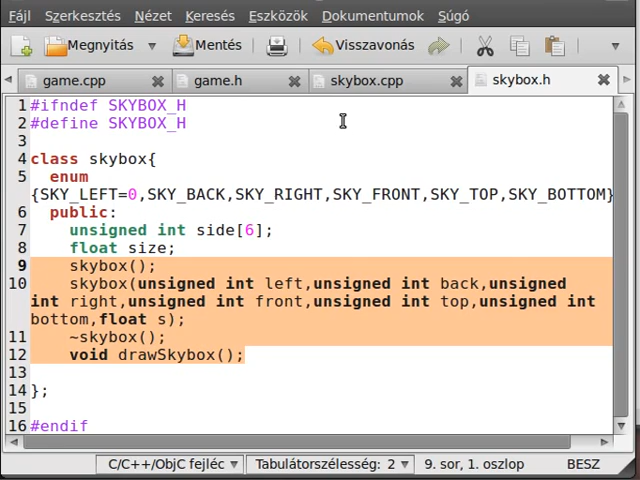 Fájl Szerkesztés Nézet Keresés Eszközök Dokumentumok Súgó
Megnyitás Mentés Visszavonás
game.cpp game.h skybox.cpp skybox.h
1 #ifndef SKYBOX_H
2 #define SKYBOX_H
3
4 class skybox{
5 enum
{SKY_LEFT=0,SKY_BACK,SKY_RIGHT,SKY_FRONT,SKY_TOP,SKY_BOTTOM}
6 public:
7 unsigned int side[6];
8 float size;
9 skybox();
10 skybox(unsigned int left,unsigned int back,unsigned
int right,unsigned int front,unsigned int top,unsigned int
bottom,float s);
11 ~skybox();
12 void drawSkybox();
13
14 };
15
16 #endif
C/C++/ObjC fejléc Tabulátorszélesség: 2 9. sor, 1. oszlop BESZ